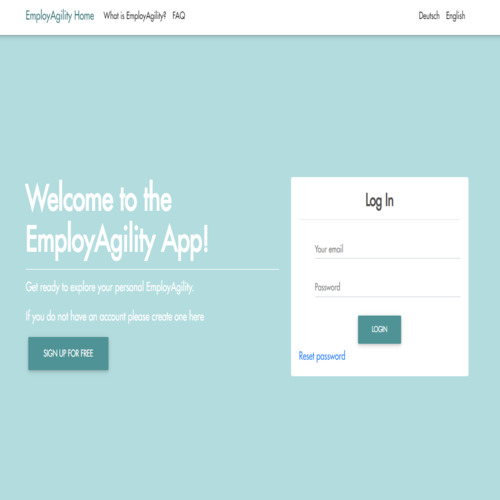 EmployAgility Home What is EmployAgility? FAQ Deutsch English
Welcome to the
EmployAgility App!
Get ready to explore your personal EmployAgility.
If you do not have an account please create one here
SIGN UP FOR FREE
Log In
Your email
Password
LOGIN
Reset password